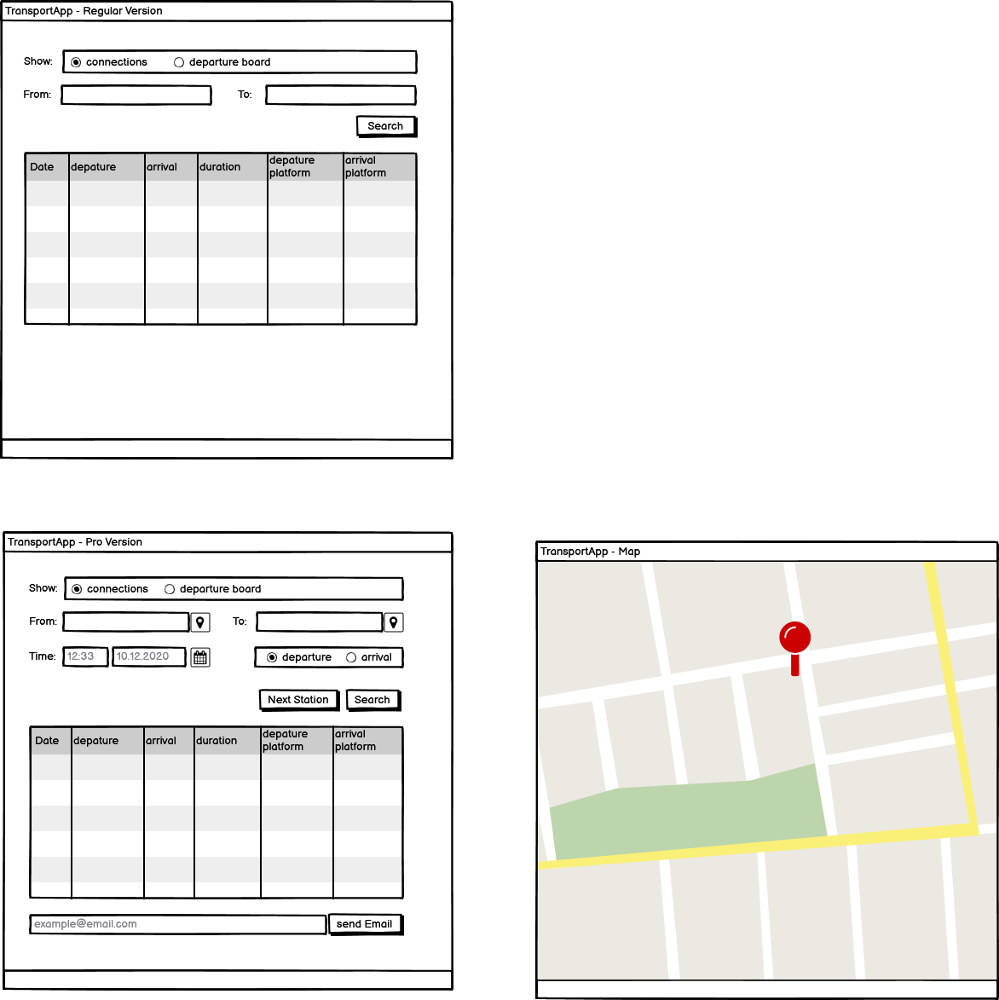 TransportApp - Regular Version
Show: connections departure board
From: To:
Search
Date depature arrival duration depature platform arrival platform
TransportApp - Pro Version
Show: connections departure board
From: To:
Time: 12:33 10.12.2020 departure arrival
Next Station Search
Date depature arrival duration depature platform arrival platform
example@email.com send Email
TransportApp - Map